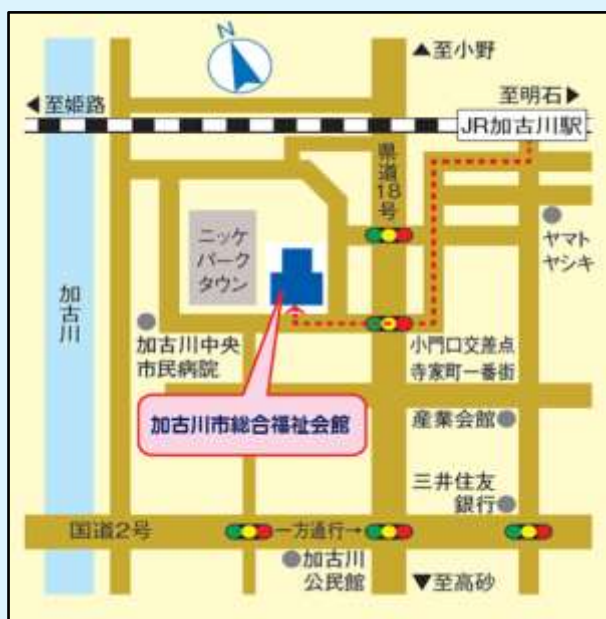 N
▲至小野
◀至姫路
至明石▶
JR加古川駅
県道18号
ニッケ
パーク
タウン
ヤマト
ヤシキ
加古川
加古川中央
市民病院
小門口交差点
寺家町一番街
加古川市総合福祉会館
産業会館
三井住友
銀行
国道2号
一方通行→
加古川
公民館
▼至高砂